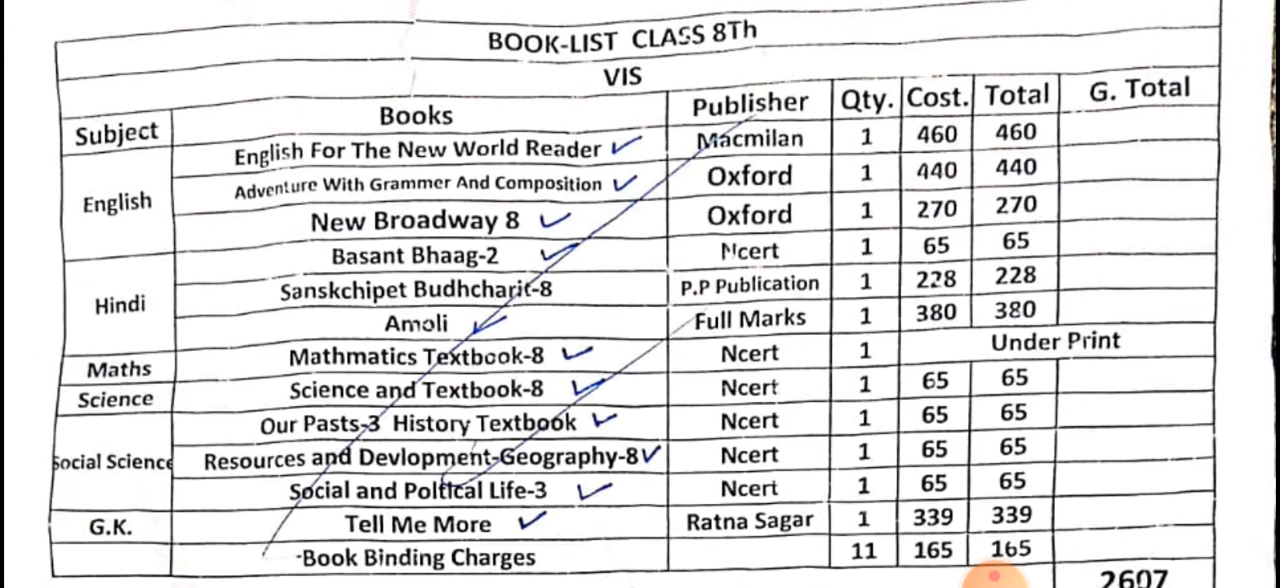 BOOK-LIST CLASS 8Th
VIS
Subject Books Publisher Qty. Cost. Total G. Total
English English For The New World Reader Macmilan 1 460 460
Adventure With Grammer And Composition Oxford 1 440 440
New Broadway 8 Oxford 1 270 270
Hindi Basant Bhaag-2 Ncert 1 65 65
Sanskchipet Budhcharit-8 P.P Publication 1 228 228
Amoli Full Marks 1 380 380
Maths Mathmatics Textbook-8 Ncert 1 Under Print
Science Science and Textbook-8 Ncert 1 65 65
Social Science Our Pasts-3 History Textbook Ncert 1 65 65
Resources and Devlopment-Geography-8 Ncert 1 65 65
Social and Poltical Life-3 Ncert 1 65 65
G.K. Tell Me More Ratna Sagar 1 339 339
-Book Binding Charges 11 165 165
2607